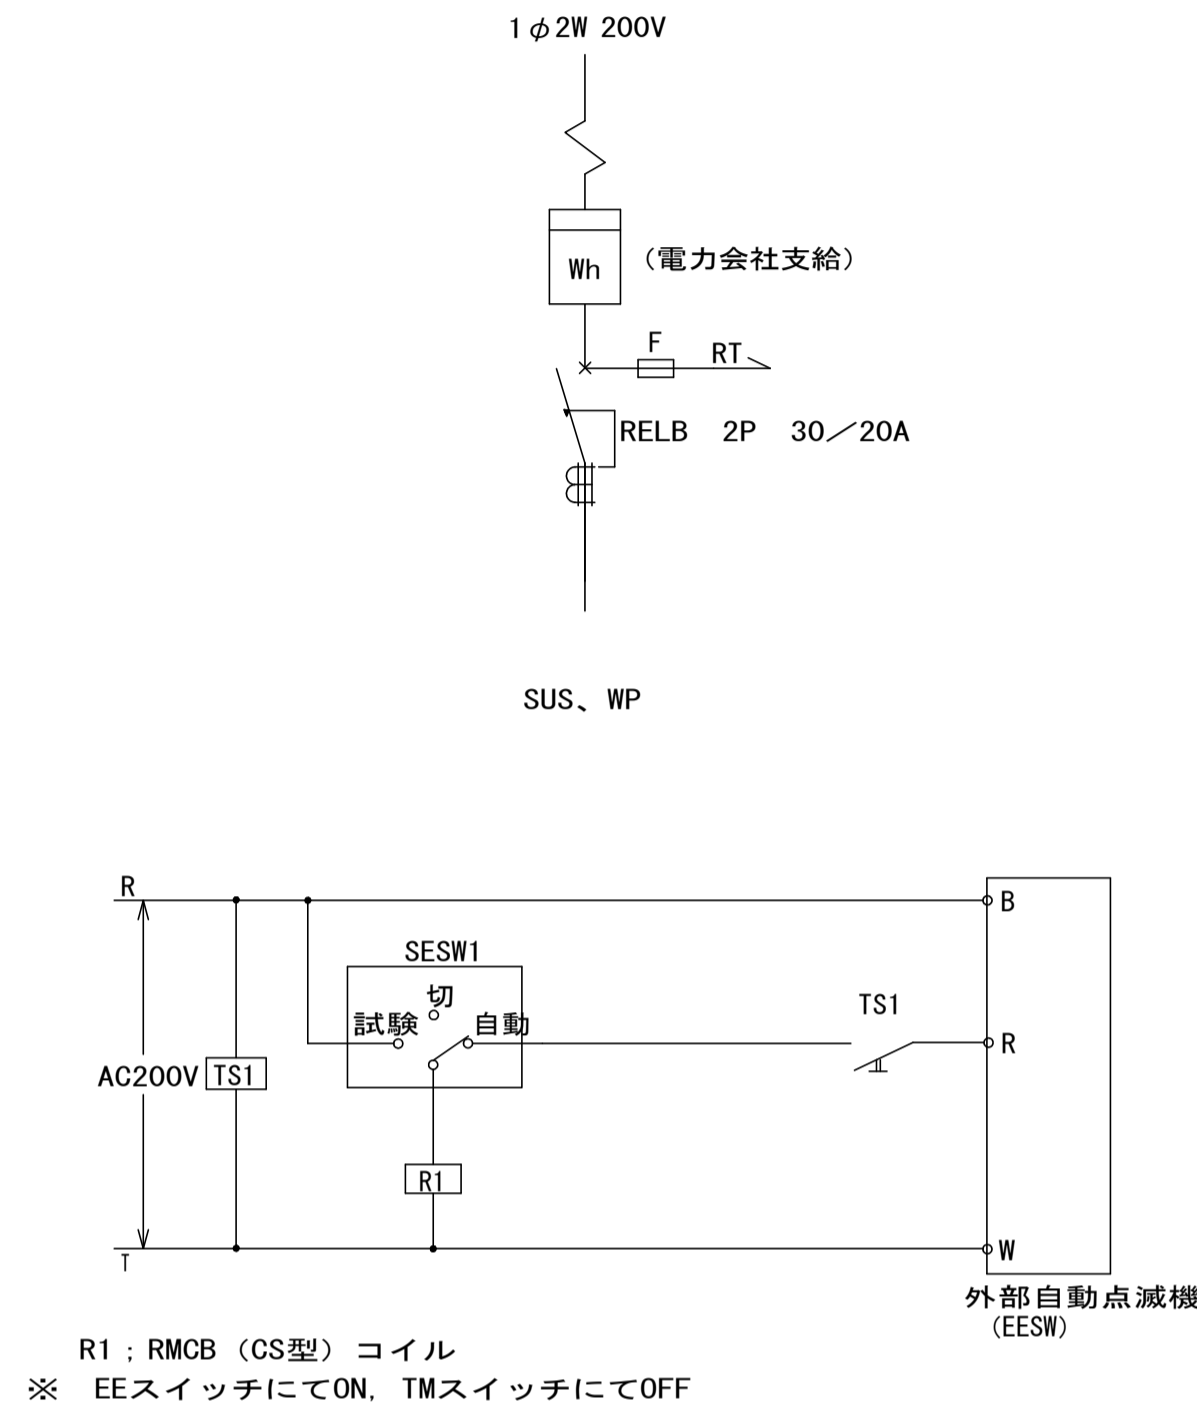 1φ2W 200V
Wh
（電力会社支給）
F
RT
RELB 2P 30／20A
SUS、WP
R
B
SESW1
切
試験
自動
TS1
R
AC200V
TS1
R1
T
W
外部自動点滅機
（EESW）
R1；RMCB（CS型）コイル
※ EEスイッチにてON, TMスイッチにてOFF